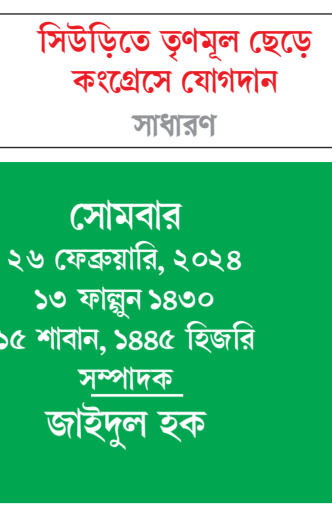 সিউড়িতে তৃণমূল ছেড়ে
কংগ্রেসে যোগদান
সাধারণ
সোমবার
২৬ ফেব্রুয়ারি, ২০২৪
১৩ ফাল্গুন ১৪৩০
১৫ শাবান, ১৪৪৫ হিজরি
সম্পাদক
জাইদুল হক